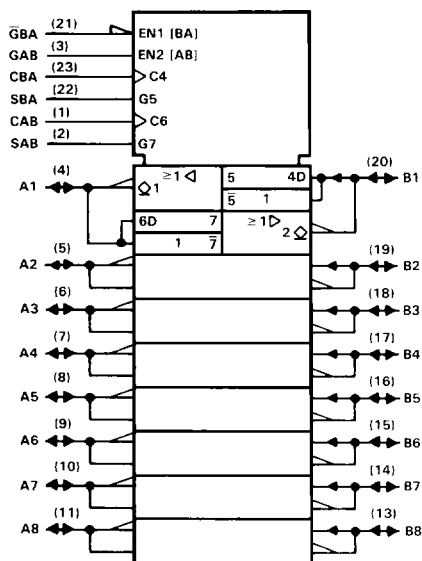 G̅BA (21) EN1 [BA]
GAB (3) EN2 [AB]
CBA (23) C4
SBA (22) G5
CAB (1) C6
SAB (2) G7
A1 (4) ≥1 ◁ 5 4D (20) B1
1 5̅ 1
6D 7 ≥1 ▷
1 7̅ 2
A2 (5) (19) B2
A3 (6) (18) B3
A4 (7) (17) B4
A5 (8) (16) B5
A6 (9) (15) B6
A7 (10) (14) B7
A8 (11) (13) B8